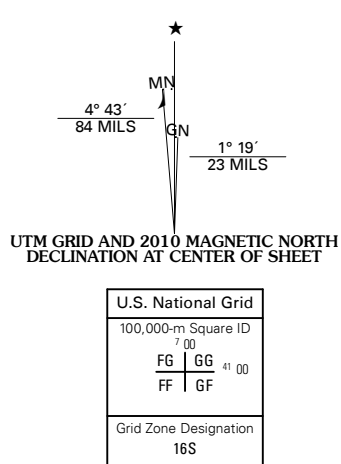 ★
MN
4° 43´
84 MILS
GN
1° 19´
23 MILS
UTM GRID AND 2010 MAGNETIC NORTH
DECLINATION AT CENTER OF SHEET
U.S. National Grid
100,000-m Square ID
7 00
FG GG 41 00
FF GF
Grid Zone Designation
16S